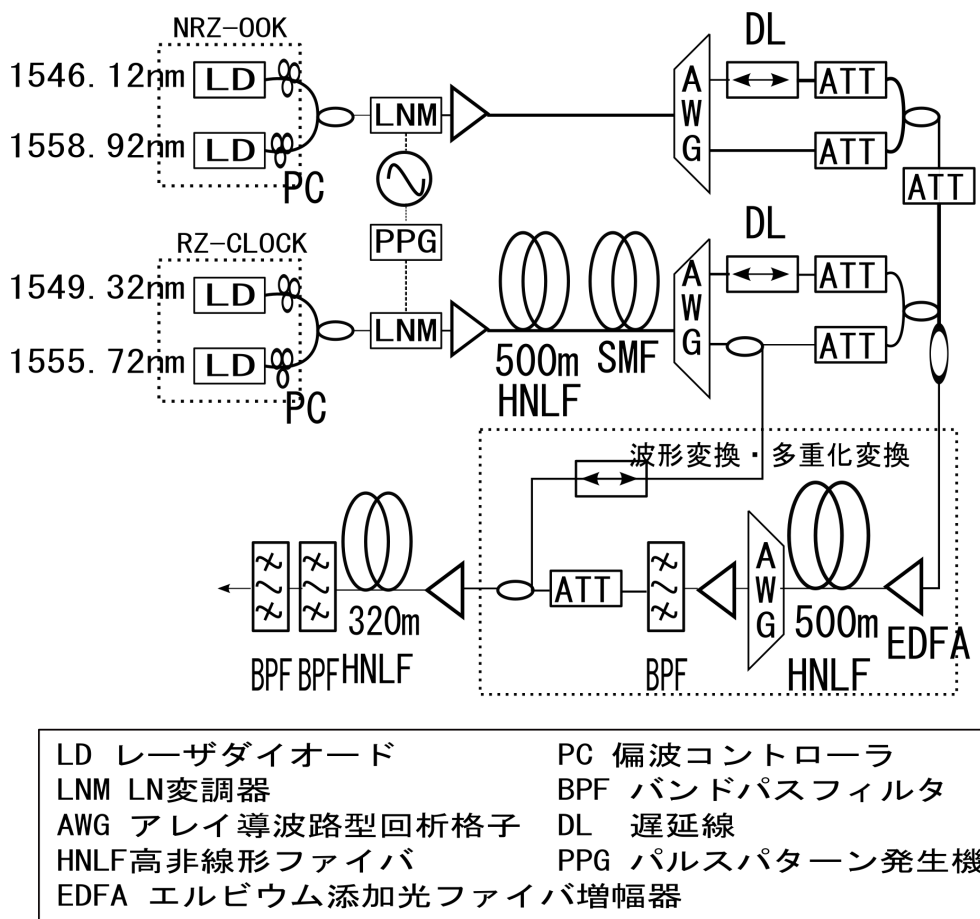 NRZ-OOK
DL
1546.12nm LD
LNM
AWG
ATT
1558.92nm LD
PC
ATT
ATT
PPG
RZ-CLOCK
DL
1549.32nm LD
LNM
AWG
ATT
1555.72nm LD
PC
500m
HNLF
SMF
ATT
波形変換・多重化変換
AWG
ATT
320m
HNLF
BPF
BPF
BPF
500m
HNLF
EDFA
LD レーザダイオード
PC 偏波コントローラ
LNM LN変調器
BPF バンドパスフィルタ
AWG アレイ導波路型回析格子
DL 遅延線
HNLF高非線形ファイバ
PPG パルスパターン発生機
EDFA エルビウム添加光ファイバ増幅器